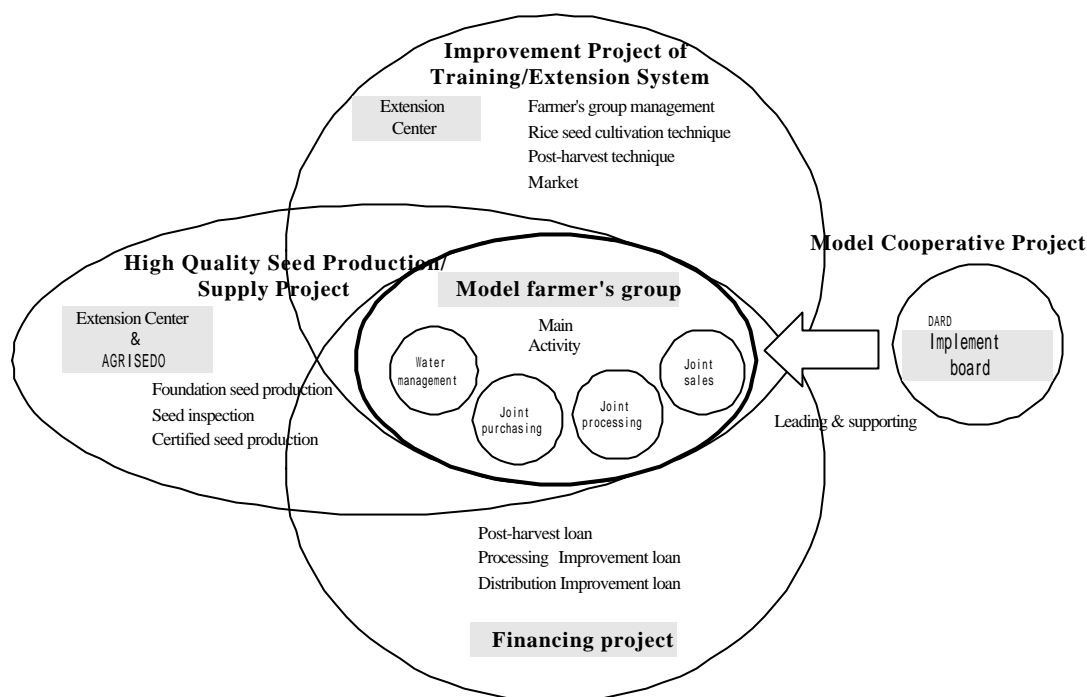 Improvement Project of
Training/Extension System
Extension
Center
Farmer's group management
Rice seed cultivation technique
Post-harvest technique
Market
High Quality Seed Production/
Supply Project
Extension Center
&
AGRISEDO
Foundation seed production
Seed inspection
Certified seed production
Model farmer's group
Main
Activity
Water
management
Joint
purchasing
Joint
processing
Joint
sales
Model Cooperative Project
DARD
Implement
board
Leading & supporting
Post-harvest loan
Processing Improvement loan
Distribution Improvement loan
Financing project